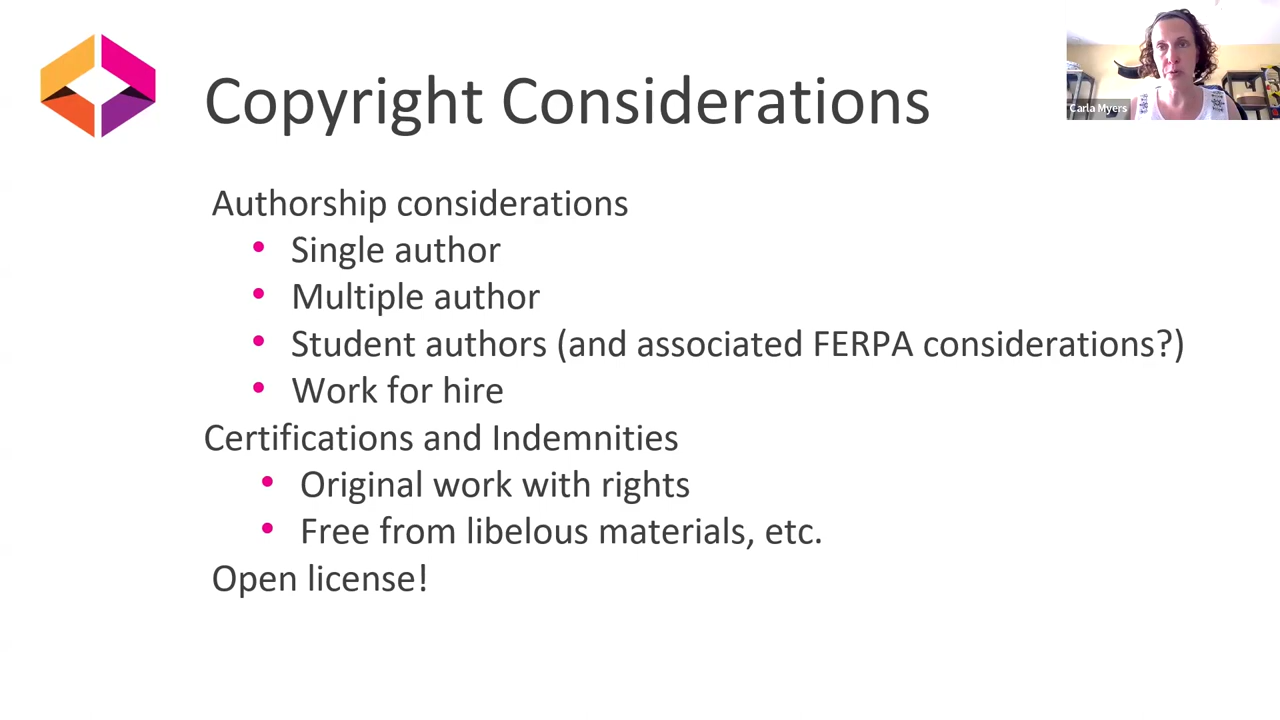 Copyright Considerations
Carla Myers
Authorship considerations
• Single author
• Multiple author
• Student authors (and associated FERPA considerations?)
• Work for hire
Certifications and Indemnities
• Original work with rights
• Free from libelous materials, etc.
Open license!